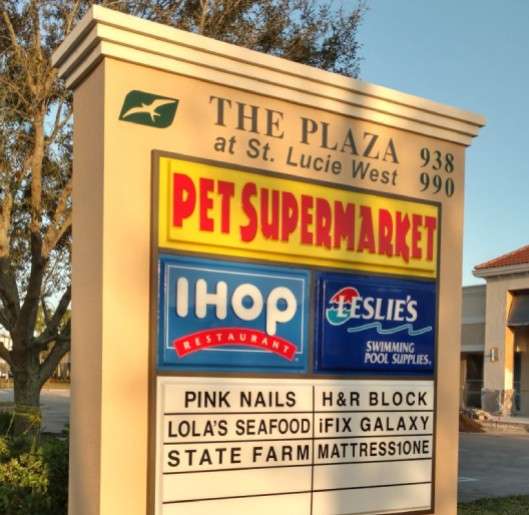 THE PLAZA
at St. Lucie West
938
990
PET SUPERMARKET
IHOP
RESTAURANT
LESLIE'S
SWIMMING
POOL SUPPLIES.
PINK NAILS
H&R BLOCK
LOLA'S SEAFOOD
iFIX GALAXY
STATE FARM
MATTRESS1ONE